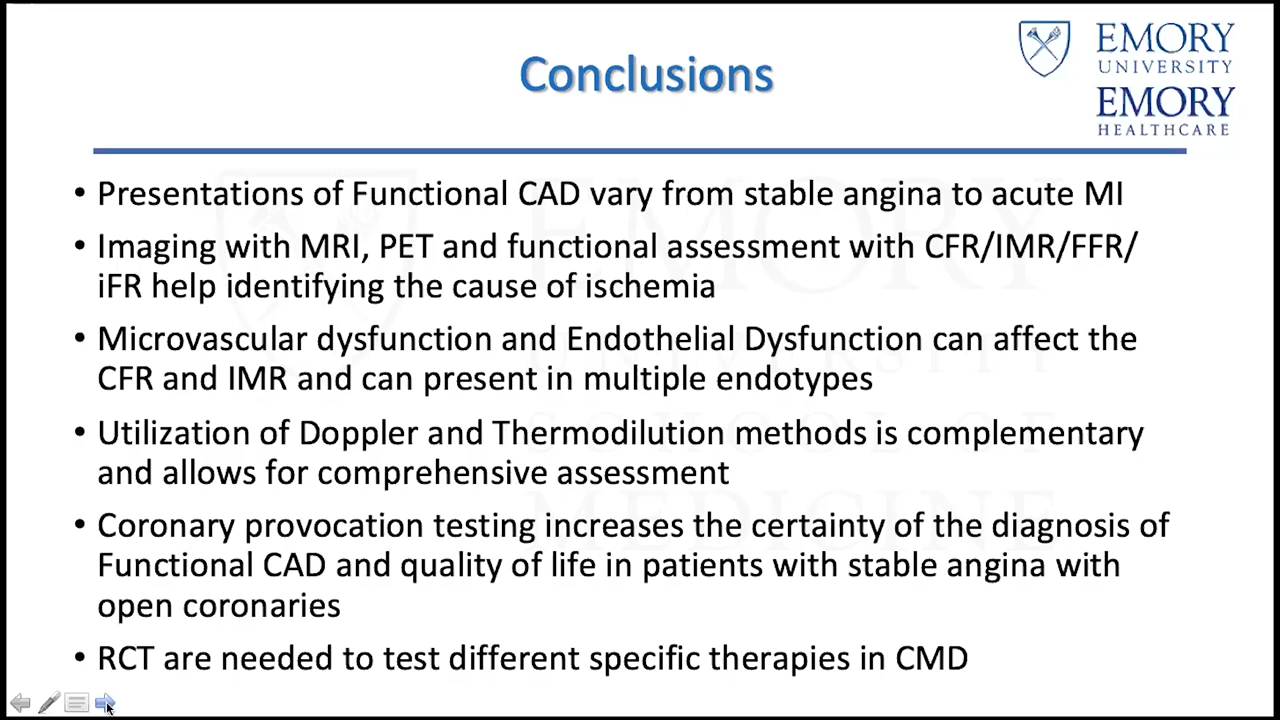 Conclusions
EMORY
UNIVERSITY
EMORY
HEALTHCARE
• Presentations of Functional CAD vary from stable angina to acute MI
• Imaging with MRI, PET and functional assessment with CFR/IMR/FFR/
iFR help identifying the cause of ischemia
• Microvascular dysfunction and Endothelial Dysfunction can affect the
CFR and IMR and can present in multiple endotypes
• Utilization of Doppler and Thermodilution methods is complementary
and allows for comprehensive assessment
• Coronary provocation testing increases the certainty of the diagnosis of
Functional CAD and quality of life in patients with stable angina with
open coronaries
• RCT are needed to test different specific therapies in CMD
EMORY
UNIVERSITY
SCHOOL OF
MEDICINE